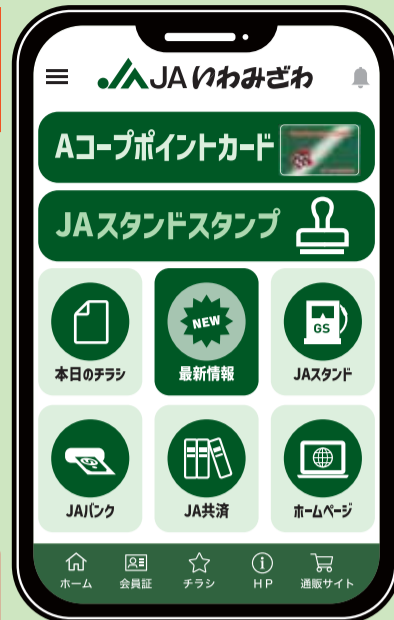 JAいわみざわ
Aコープポイントカード
JAスタンドスタンプ
本日のチラシ
NEW
最新情報
GS
JAスタンド
JAバンク
JA共済
ホームページ
ホーム
会員証
チラシ
HP
通販サイト